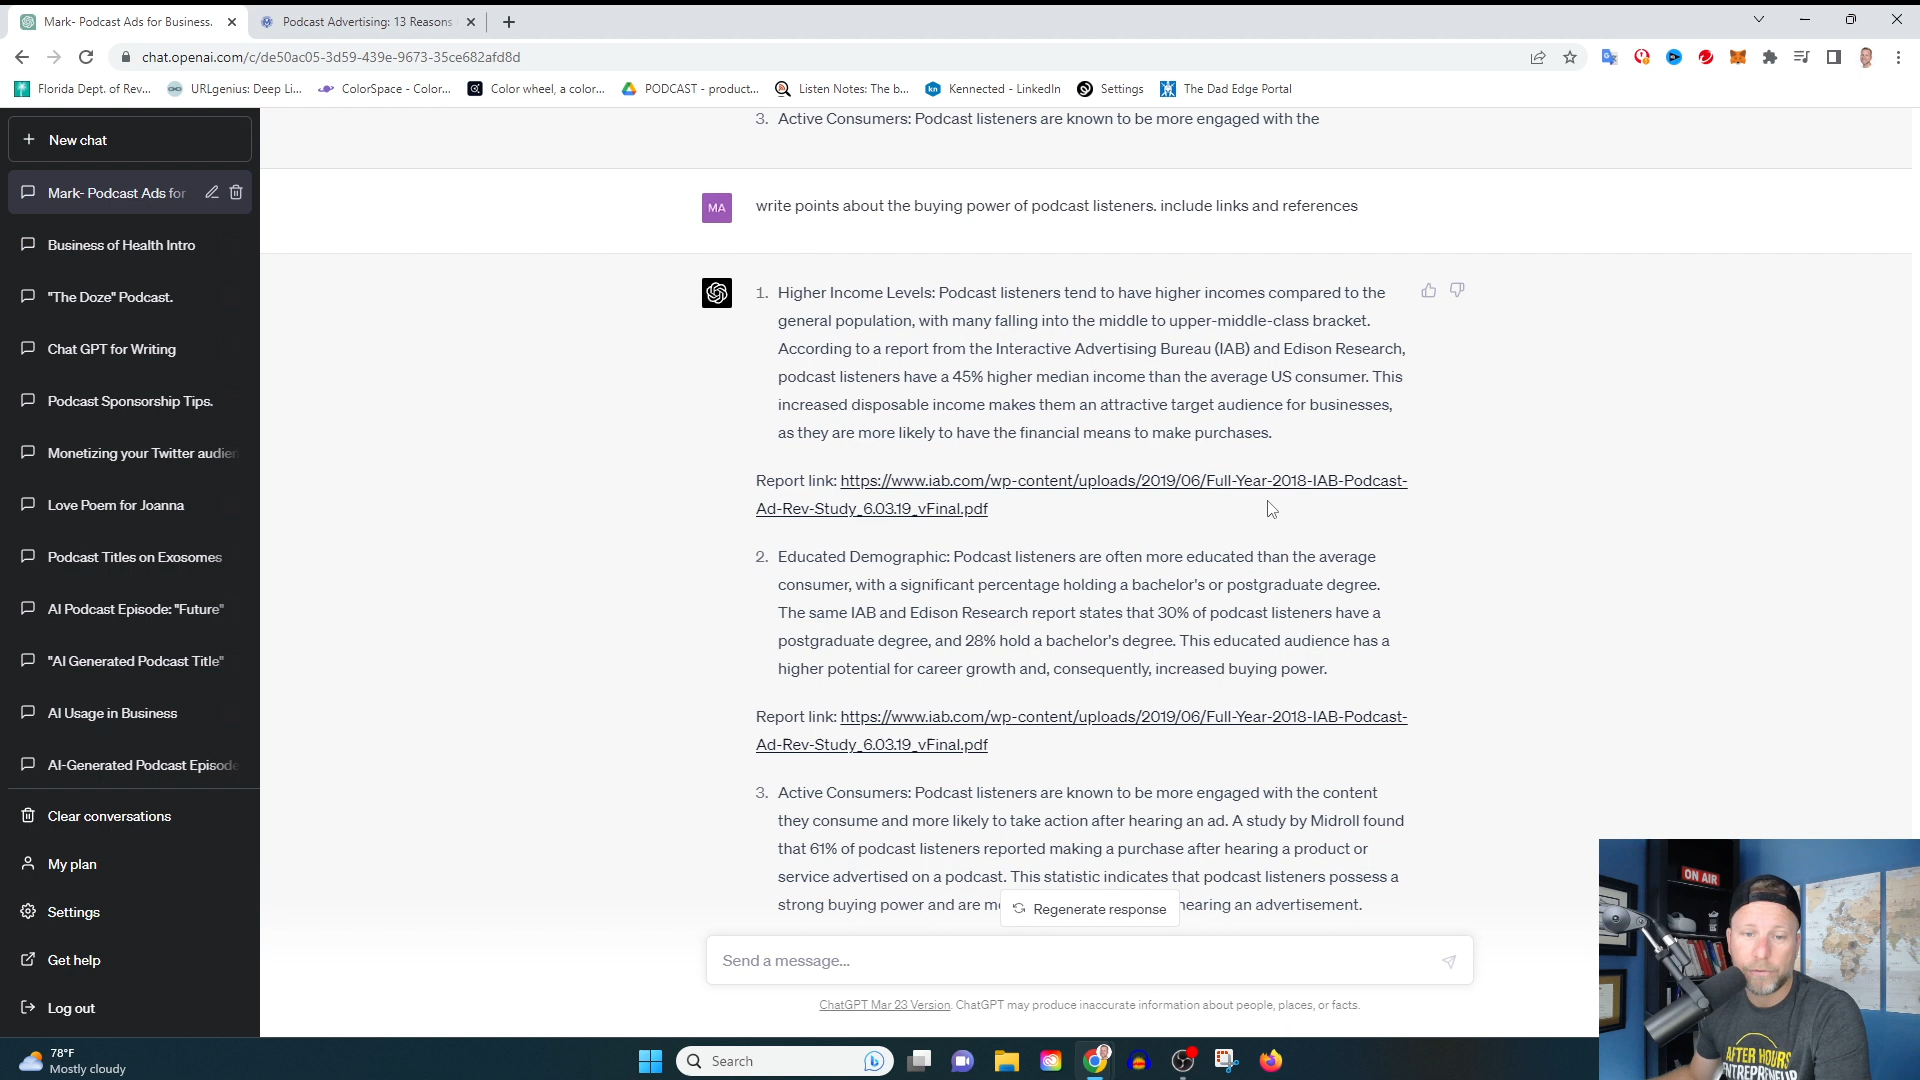 Mark- Podcast Ads for Business.
Podcast Advertising: 13 Reasons
chat.openai.com/c/de50ac05-3d59-439e-9673-35ce682afd8d
Florida Dept. of Rev...
URLgenius: Deep Li...
ColorSpace - Color...
Color wheel, a color...
PODCAST - product...
Listen Notes: The b...
kn
Kennected - LinkedIn
Settings
The Dad Edge Portal
New chat
Mark- Podcast Ads for
Business of Health Intro
"The Doze" Podcast.
Chat GPT for Writing
Podcast Sponsorship Tips.
Monetizing your Twitter audien
Love Poem for Joanna
Podcast Titles on Exosomes
AI Podcast Episode: "Future"
"AI Generated Podcast Title"
AI Usage in Business
AI-Generated Podcast Episode
Clear conversations
My plan
Settings
Get help
Log out
3. Active Consumers: Podcast listeners are known to be more engaged with the
MA
write points about the buying power of podcast listeners. include links and references
1. Higher Income Levels: Podcast listeners tend to have higher incomes compared to the
general population, with many falling into the middle to upper-middle-class bracket.
According to a report from the Interactive Advertising Bureau (IAB) and Edison Research,
podcast listeners have a 45% higher median income than the average US consumer. This
increased disposable income makes them an attractive target audience for businesses,
as they are more likely to have the financial means to make purchases.
Report link: https://www.iab.com/wp-content/uploads/2019/06/Full-Year-2018-IAB-Podcast-
Ad-Rev-Study_6.03.19_vFinal.pdf
2. Educated Demographic: Podcast listeners are often more educated than the average
consumer, with a significant percentage holding a bachelor's or postgraduate degree.
The same IAB and Edison Research report states that 30% of podcast listeners have a
postgraduate degree, and 28% hold a bachelor's degree. This educated audience has a
higher potential for career growth and, consequently, increased buying power.
Report link: https://www.iab.com/wp-content/uploads/2019/06/Full-Year-2018-IAB-Podcast-
Ad-Rev-Study_6.03.19_vFinal.pdf
3. Active Consumers: Podcast listeners are known to be more engaged with the content
they consume and more likely to take action after hearing an ad. A study by Midroll found
that 61% of podcast listeners reported making a purchase after hearing a product or
service advertised on a podcast. This statistic indicates that podcast listeners possess a
strong buying power and are m
hearing an advertisement.
Regenerate response
Send a message...
ChatGPT Mar 23 Version. ChatGPT may produce inaccurate information about people, places, or facts.
ON AIR
AFTER HOURS
ENTREPRENEUR
78°F
Mostly cloudy
Search